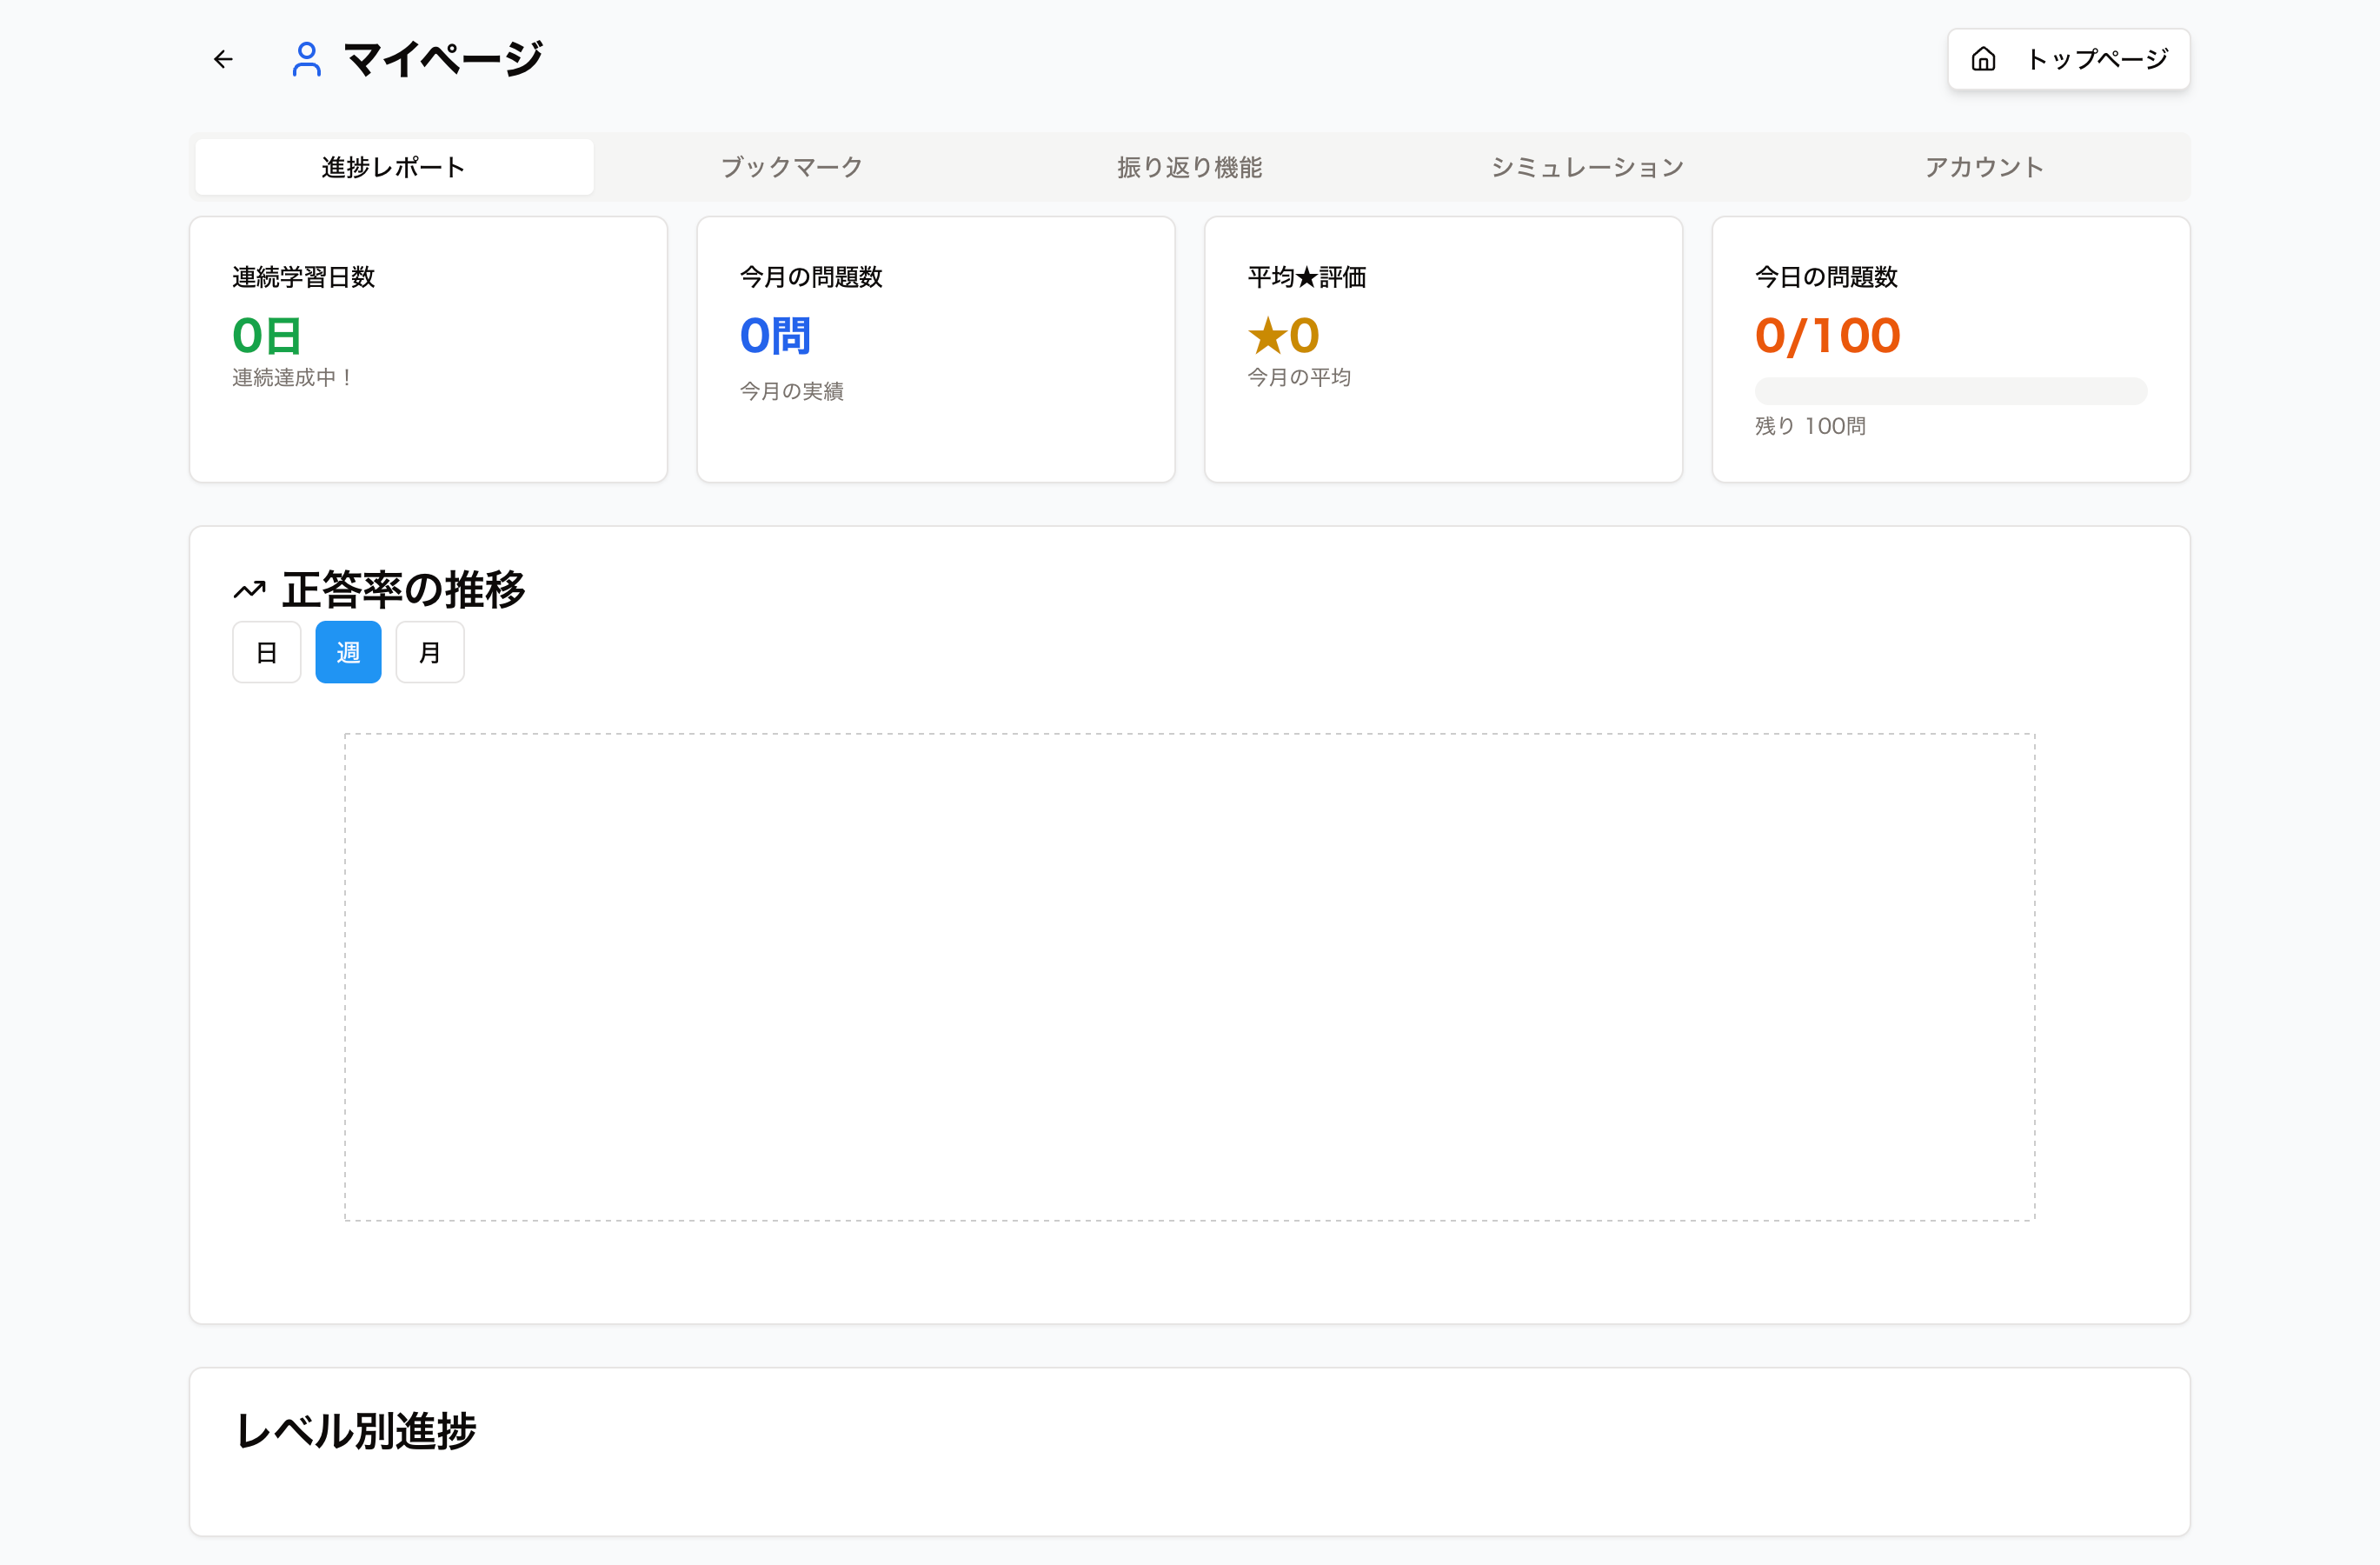 マイページ
トップページ
進捗レポート
ブックマーク
振り返り機能
シミュレーション
アカウント
連続学習日数
0日
連続達成中！
今月の問題数
0問
今月の実績
平均★評価
★0
今月の平均
今日の問題数
0/100
残り 100問
正答率の推移
日
週
月
レベル別進捗